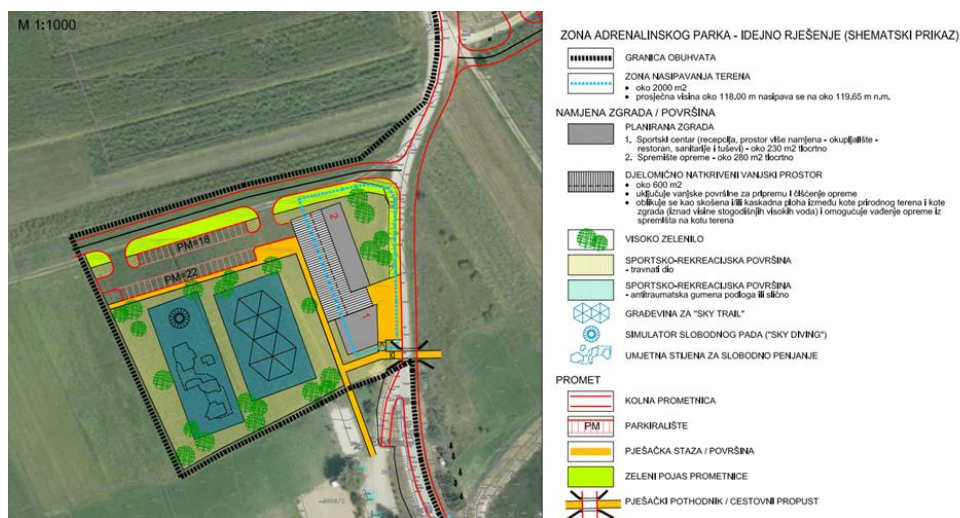 M 1:1000
PM=18
PM=22
2
1
ZONA ADRENALINSKOG PARKA - IDEJNO RJEŠENJE (SHEMATSKI PRIKAZ)
GRANICA OBUHVATA
ZONA NASIPAVANJA TERENA
• oko 2000 m2
• prosječna visina oko 118.00 m nasipava se na oko 119.65 m n.m.
NAMJENA ZGRADA / POVRŠINA
PLANIRANA ZGRADA
1. Sportski centar (recepcija, prostor više namjena - okupljalište -
restoran, sanitarije i tuševi) - oko 230 m2 tlocrtno
2. Spremište opreme - oko 280 m2 tlocrtno
DJELOMIČNO NATKRIVENI VANJSKI PROSTOR
• oko 600 m2
• uključuje vanjske površine za pripremu i čišćenje opreme
• oblikuje se kao skošena i/ili kaskadna ploha između kote prirodnog terena i kote
zgrada (iznad visine stogodišnjih visokih voda) i omogućuje vađenje opreme iz
spremišta na kotu terena
VISOKO ZELENILO
SPORTSKO-REKREACIJSKA POVRŠINA
- travnati dio
SPORTSKO-REKREACIJSKA POVRŠINA
- antitraumatska gumena podloga ili slično
GRAĐEVINA ZA "SKY TRAIL"
SIMULATOR SLOBODNOG PADA ("SKY DIVING")
UMJETNA STIJENA ZA SLOBODNO PENJANJE
PROMET
KOLNA PROMETNICA
PM
PARKIRALIŠTE
PJEŠAČKA STAZA / POVRŠINA
ZELENI POJAS PROMETNICE
PJEŠAČKI POTHODNIK / CESTOVNI PROPUST